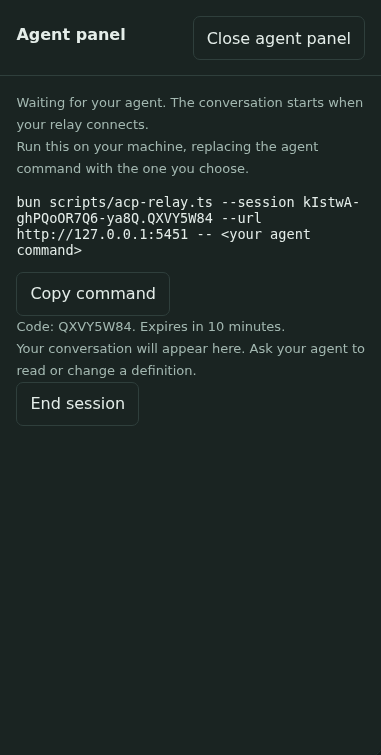 Agent panel
Close agent panel
Waiting for your agent. The conversation starts when
your relay connects.
Run this on your machine, replacing the agent
command with the one you choose.
bun scripts/acp-relay.ts --session kIstwA-
ghPQoOR7Q6-ya8Q.QXVY5W84 --url
http://127.0.0.1:5451 -- <your agent
command>
Copy command
Code: QXVY5W84. Expires in 10 minutes.
Your conversation will appear here. Ask your agent to
read or change a definition.
End session